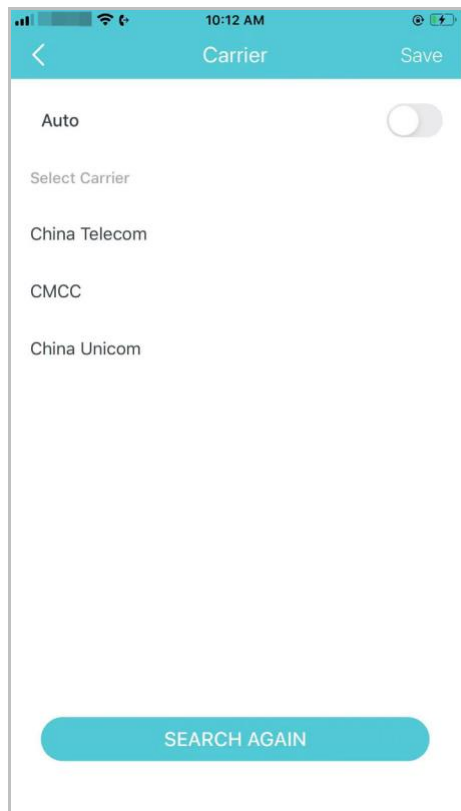 10:12 AM
Carrier
Save
Auto
Select Carrier
China Telecom
CMCC
China Unicom
SEARCH AGAIN